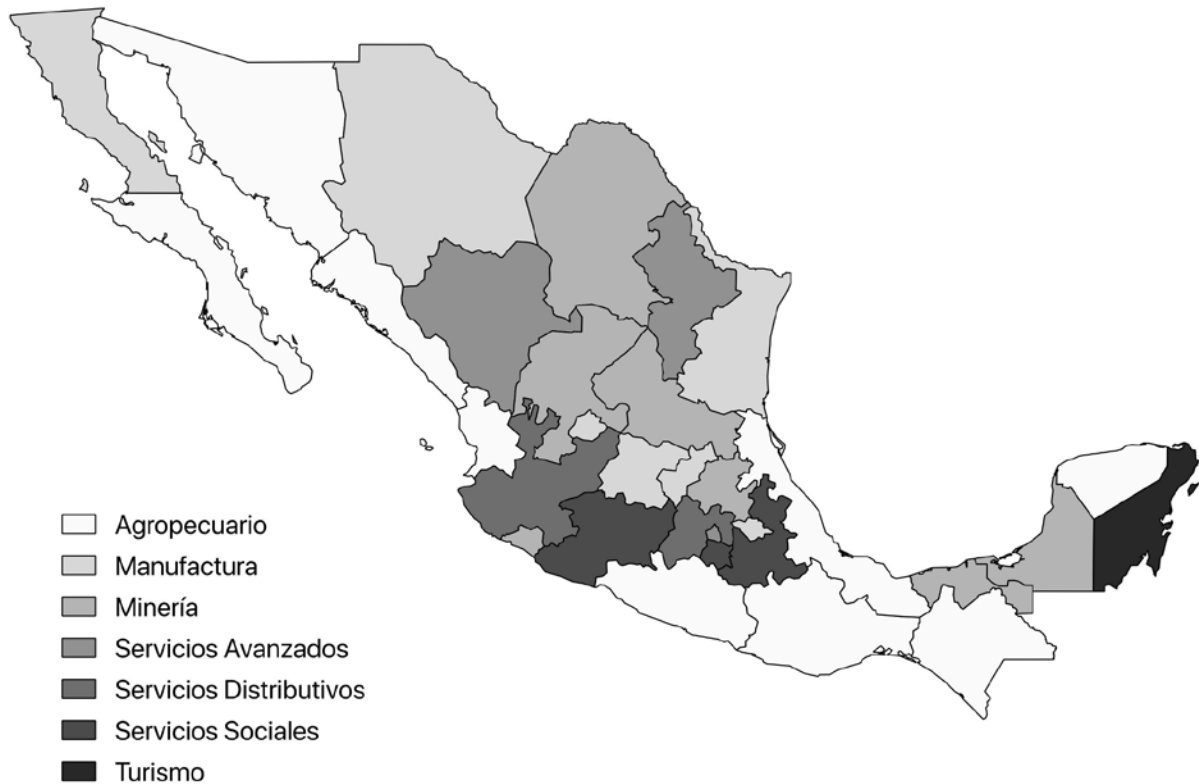 Agropecuario
Manufactura
Minería
Servicios Avanzados
Servicios Distributivos
Servicios Sociales
Turismo